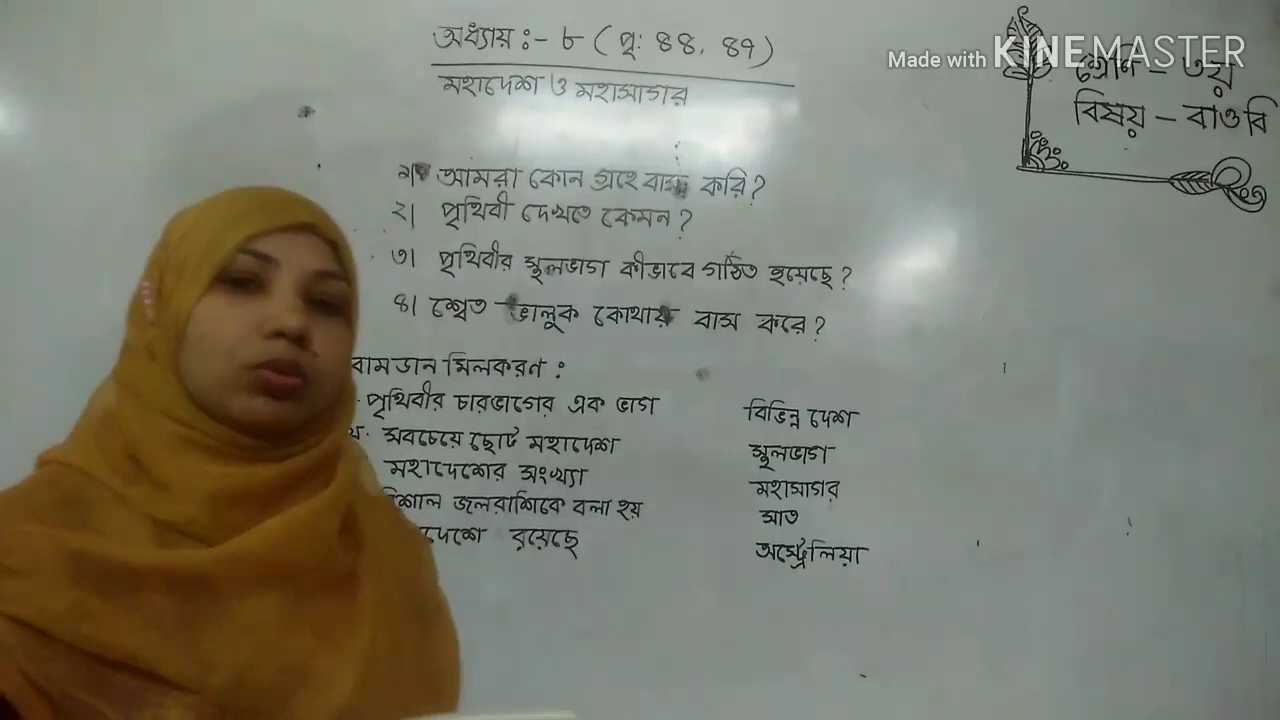 Made with KINEMASTER
অধ্যায় :- ৮ ( পৃ: ৪৪, ৪৭ )
মহাদেশ ও মহাসাগর
শ্রেণি - ৩য়
বিষয় - বাওবি
১। আমরা কোন গ্রহে বাস করি?
২। পৃথিবী দেখতে কেমন?
৩। পৃথিবীর স্থলভাগ কীভাবে গঠিত হয়েছে?
৪। শ্বেত ভালুক কোথায় বাস করে?
বামডান মিলকরণ :
পৃথিবীর চারভাগের এক ভাগ বিভিন্ন দেশ
খ. সবচেয়ে ছোট মহাদেশ স্থলভাগ
মহাদেশের সংখ্যা মহাসাগর
বিশাল জলরাশিকে বলা হয় সাত
দেশে রয়েছে অস্ট্রেলিয়া